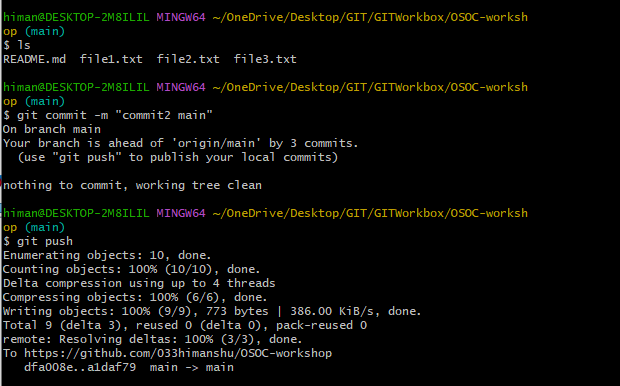 himan@DESKTOP-2M8ILIL MINGW64 ~/OneDrive/Desktop/GIT/GITWorkbox/OSOC-worksh
op (main)
$ ls
README.md  file1.txt  file2.txt  file3.txt

himan@DESKTOP-2M8ILIL MINGW64 ~/OneDrive/Desktop/GIT/GITWorkbox/OSOC-worksh
op (main)
$ git commit -m "commit2 main"
On branch main
Your branch is ahead of 'origin/main' by 3 commits.
  (use "git push" to publish your local commits)

nothing to commit, working tree clean

himan@DESKTOP-2M8ILIL MINGW64 ~/OneDrive/Desktop/GIT/GITWorkbox/OSOC-worksh
op (main)
$ git push
Enumerating objects: 10, done.
Counting objects: 100% (10/10), done.
Delta compression using up to 4 threads
Compressing objects: 100% (6/6), done.
Writing objects: 100% (9/9), 773 bytes | 386.00 KiB/s, done.
Total 9 (delta 3), reused 0 (delta 0), pack-reused 0
remote: Resolving deltas: 100% (3/3), done.
To https://github.com/033himanshu/OSOC-workshop
   dfa008e..a1daf79  main -> main